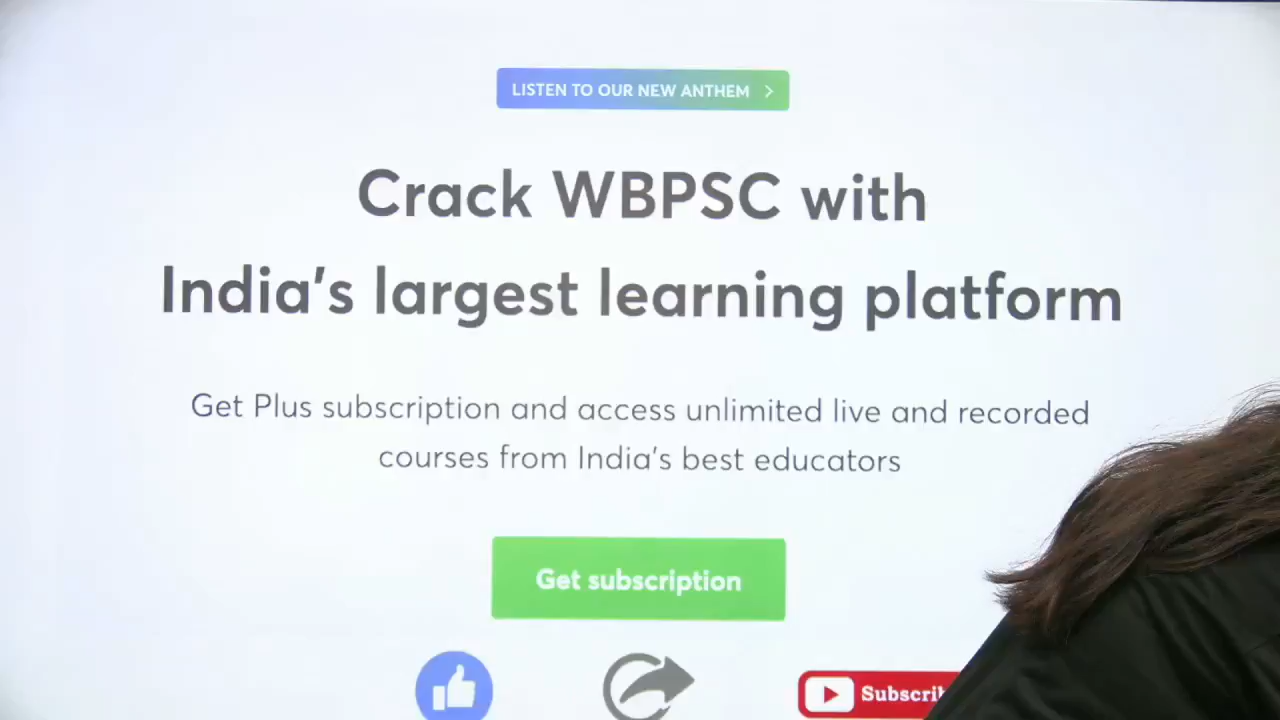 LISTEN TO OUR NEW ANTHEM >
Crack WBPSC with
India's largest learning platform
Get Plus subscription and access unlimited live and recorded
courses from India's best educators
Get subscription